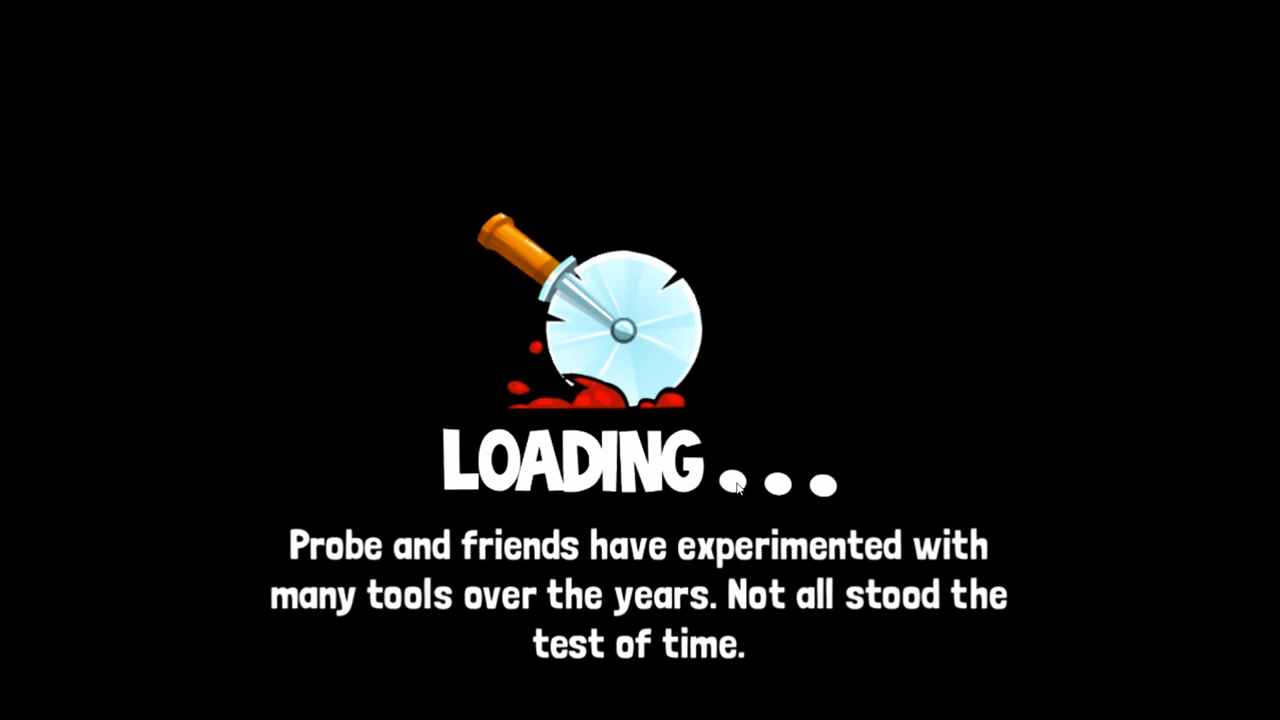 LOADING...
Probe and friends have experimented with
many tools over the years. Not all stood the
test of time.